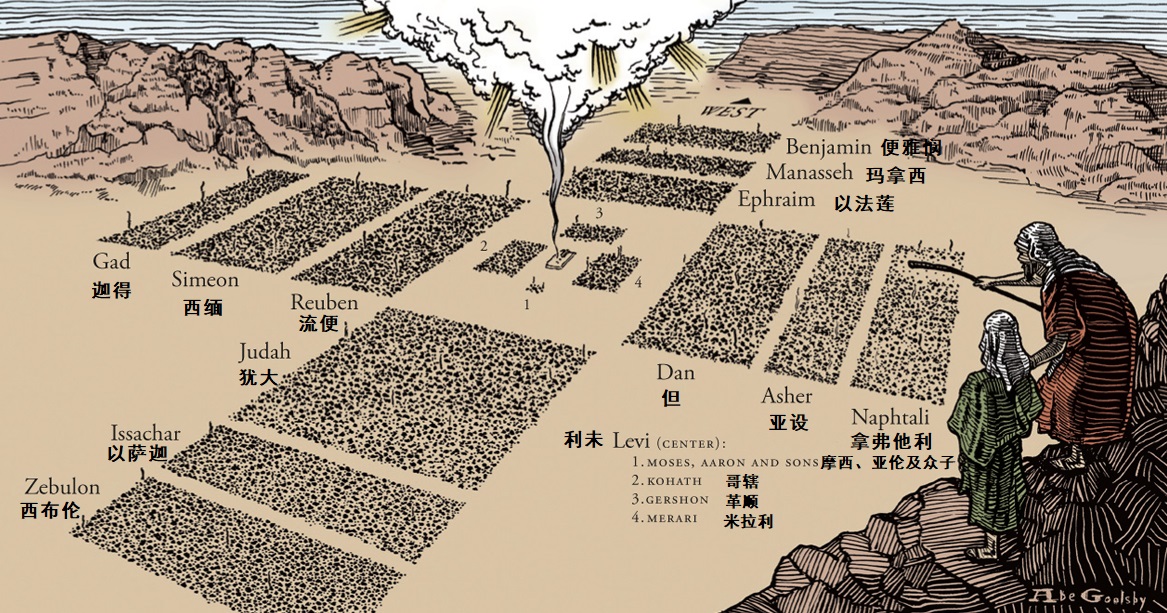 WEST
Benjamin 便雅悯
Manasseh 玛拿西
Ephraim 以法莲
3
2
4
1
Gad
迦得
Simeon
西缅
Reuben
流便
Judah
犹大
Issachar
以萨迦
Zebulon
西布伦
Dan
但
Asher
亚设
Naphtali
拿弗他利
利未 Levi (CENTER):
1. MOSES, AARON AND SONS 摩西、亚伦及众子
2. KOHATH 哥辖
3. GERSHON 革顺
4. MERARI 米拉利
Abe Goolsby